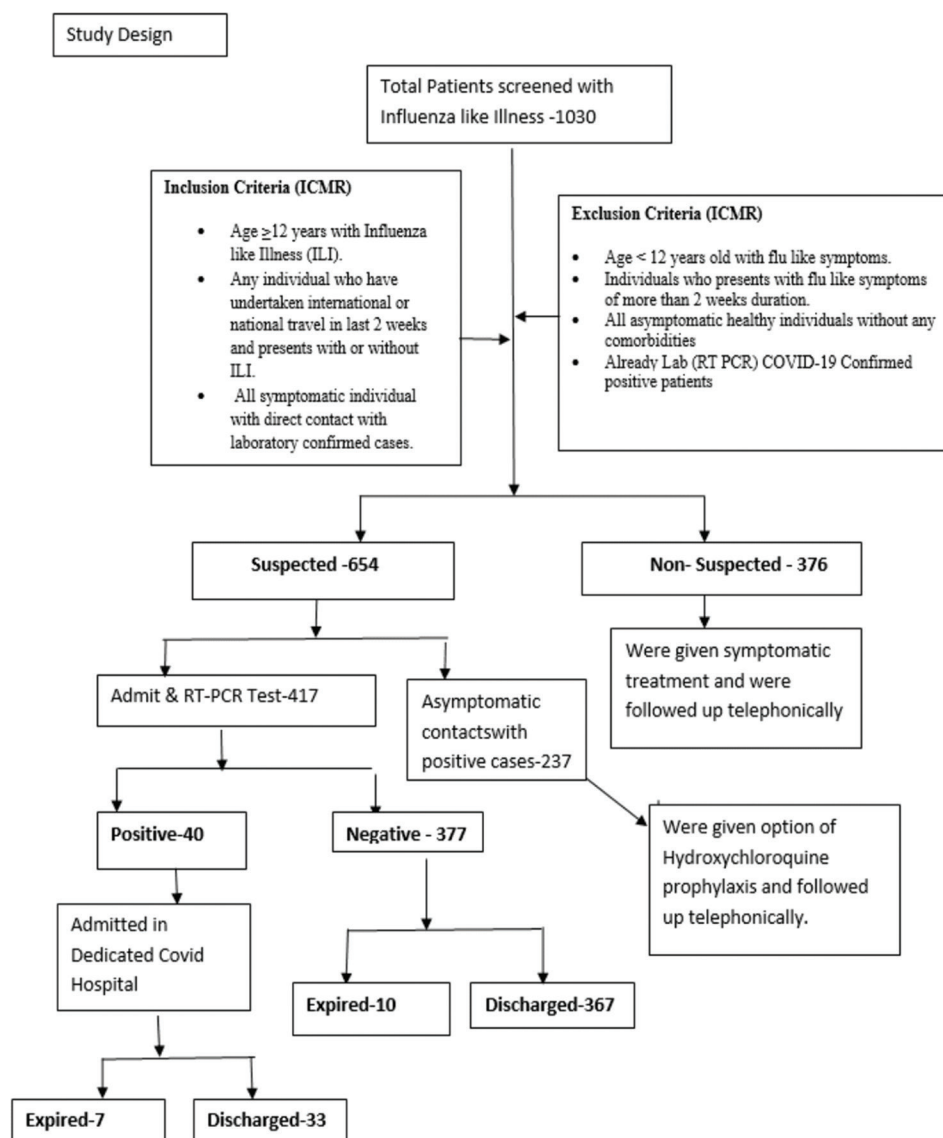 Study Design
Total Patients screened with
Influenza like Illness -1030
Inclusion Criteria (ICMR)
• Age ≥12 years with Influenza
like Illness (ILI).
• Any individual who have
undertaken international or
national travel in last 2 weeks
and presents with or without
ILI.
• All symptomatic individual
with direct contact with
laboratory confirmed cases.
Exclusion Criteria (ICMR)
• Age < 12 years old with flu like symptoms.
• Individuals who presents with flu like symptoms
of more than 2 weeks duration.
• All asymptomatic healthy individuals without any
comorbidities
• Already Lab (RT PCR) COVID-19 Confirmed
positive patients
Suspected -654
Non- Suspected - 376
Admit & RT-PCR Test-417
Asymptomatic
contactswith
positive cases-237
Were given symptomatic
treatment and were
followed up telephonically
Positive-40
Negative - 377
Were given option of
Hydroxychloroquine
prophylaxis and followed
up telephonically.
Admitted in
Dedicated Covid
Hospital
Expired-10
Discharged-367
Expired-7
Discharged-33